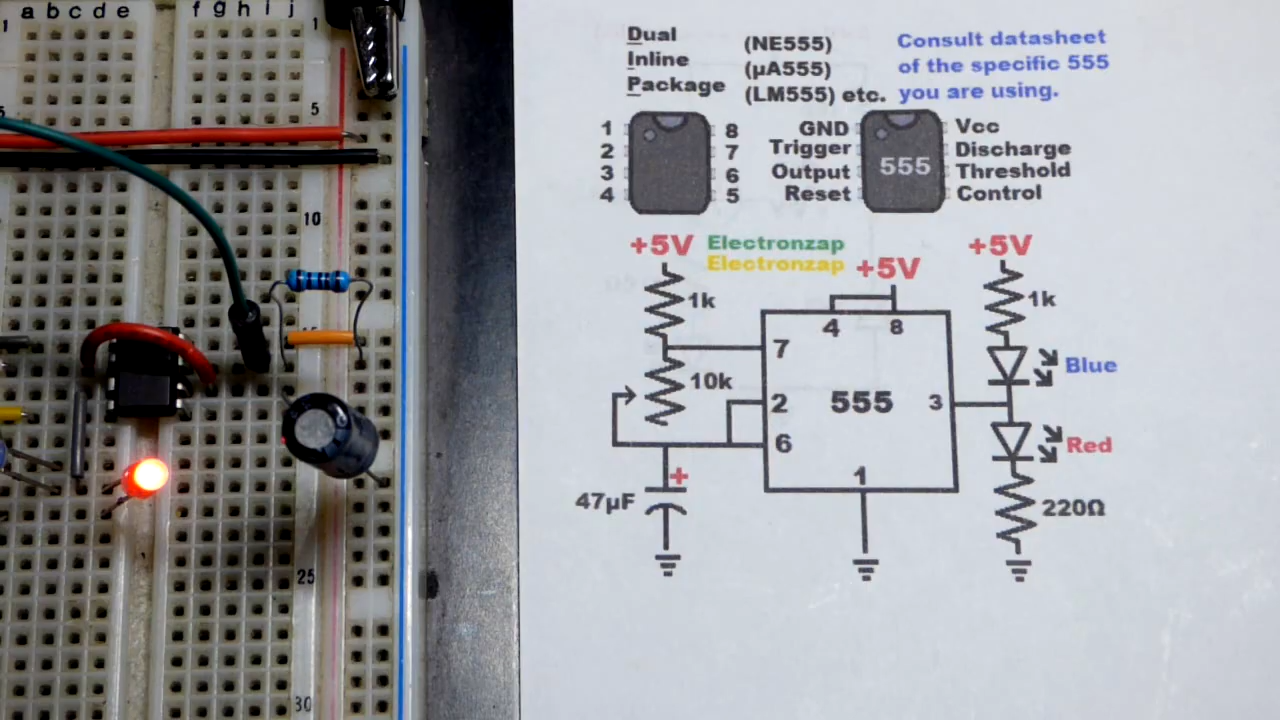 a b c d e
f g h i j
1
1
5
10
25
30
Dual
Inline
Package
(NE555)
(µA555)
(LM555) etc.
Consult datasheet
of the specific 555
you are using.
1 8
2 7
3 6
4 5
GND Vcc
Trigger Discharge
Output 555 Threshold
Reset Control
+5V Electronzap +5V
Electronzap +5V
1k 1k
4 8
7
Blue
10k
2 555 3
6
Red
1
+
47µF
220Ω